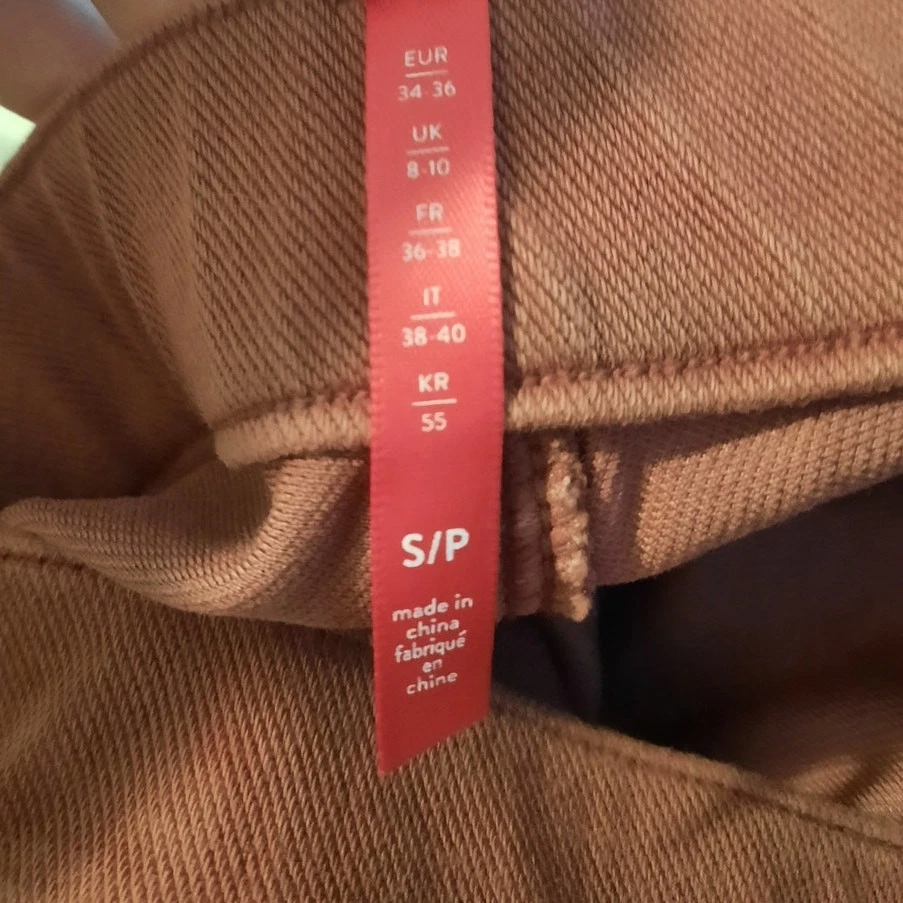 EUR
34-36
UK
8-10
FR
36-38
IT
38-40
KR
55
S/P
made in
china
fabriqué
en
chine